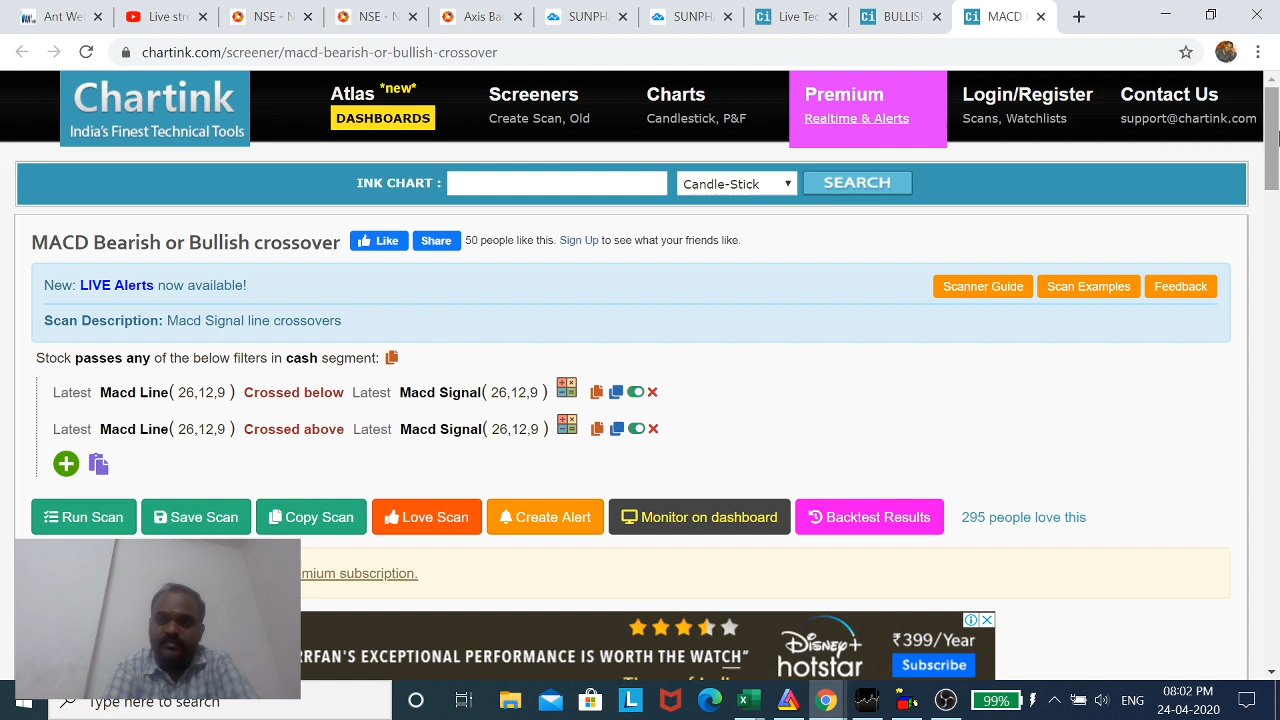 Ant Wel
Live stre
NSE - N
NSE - N
Axis Ba
SUNPH
SUNPH
Live Tec
BULLIS
MACD
chartink.com/screener/macd-bearish-or-bullish-crossover
Chartink
India's Finest Technical Tools
Atlas *new*
DASHBOARDS
Screeners
Create Scan, Old
Charts
Candlestick, P&F
Premium
Realtime & Alerts
Login/Register
Scans, Watchlists
Contact Us
support@chartink.com
INK CHART :
Candle-Stick
SEARCH
MACD Bearish or Bullish crossover
Like
Share
50 people like this. Sign Up to see what your friends like.
New: LIVE Alerts now available!
Scanner Guide
Scan Examples
Feedback
Scan Description: Macd Signal line crossovers
Stock passes any of the below filters in cash segment:
Latest Macd Line( 26,12,9 ) Crossed below Latest Macd Signal( 26,12,9 )
Latest Macd Line( 26,12,9 ) Crossed above Latest Macd Signal( 26,12,9 )
Run Scan
Save Scan
Copy Scan
Love Scan
Create Alert
Monitor on dashboard
Backtest Results
295 people love this
mium subscription.
RRFAN'S EXCEPTIONAL PERFORMANCE IS WORTH THE WATCH"
Disney+
hotstar
₹399/Year
Subscribe
Type here to search
99%
ENG
08:02 PM
24-04-2020